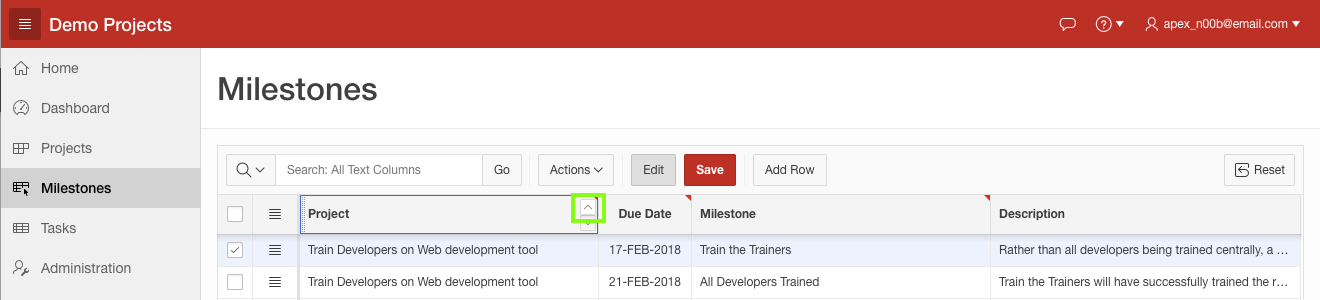 Demo Projects
apex_n00b@email.com
Home
Dashboard
Projects
Milestones
Tasks
Administration
Milestones
Search: All Text Columns Go Actions Edit Save Add Row Reset
Project Due Date Milestone Description
Train Developers on Web development tool 17-FEB-2018 Train the Trainers Rather than all developers being trained centrally, a ...
Train Developers on Web development tool 21-FEB-2018 All Developers Trained Train the Trainers will have successfully trained the r...